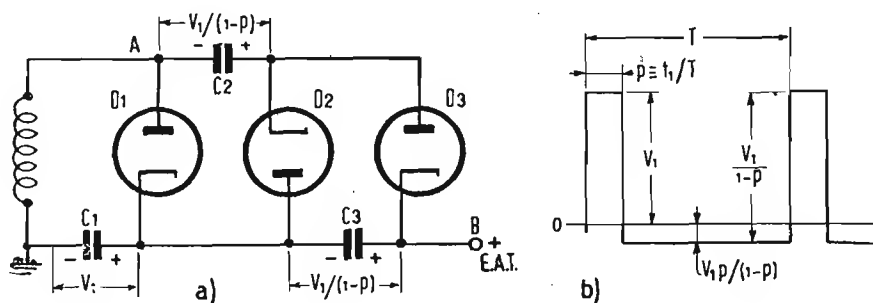 V₁/(1-p)
A
- +
C2
D1
D2
D3
C1
- +
V₁
C3
- +
V₁/(1-p)
B
+
E.A.T.
a)
T
p ≡ t₁/T
V₁
V₁
1-p
0
V₁p/(1-p)
b)